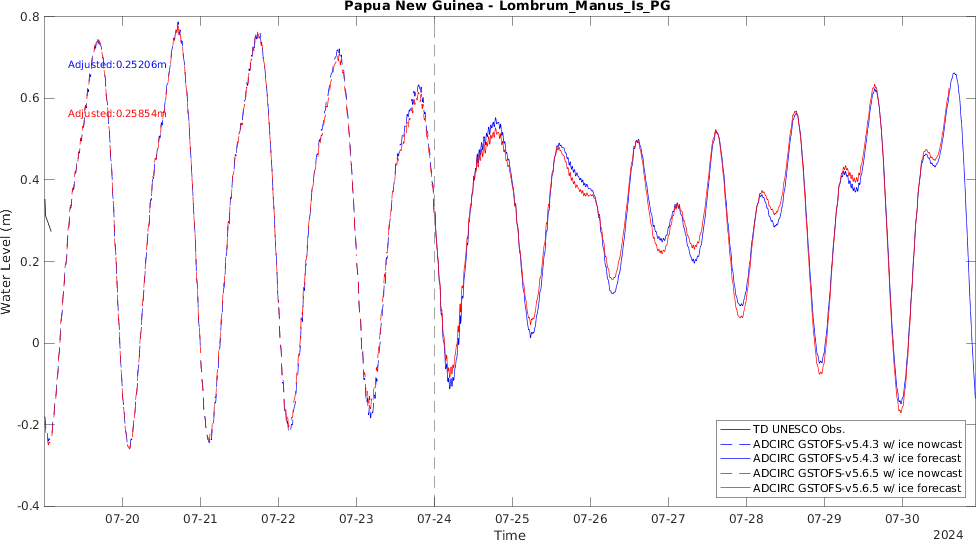 Papua New Guinea - Lombrum_Manus_Is_PG
0.8
0.6
0.4
0.2
0
-0.2
-0.4
Water Level (m)
Adjusted:0.25206m
Adjusted:0.25854m
TD UNESCO Obs.
ADCIRC GSTOFS-v5.4.3 w/ ice nowcast
ADCIRC GSTOFS-v5.4.3 w/ ice forecast
ADCIRC GSTOFS-v5.6.5 w/ ice nowcast
ADCIRC GSTOFS-v5.6.5 w/ ice forecast
07-20 07-21 07-22 07-23 07-24 07-25 07-26 07-27 07-28 07-29 07-30
Time
2024